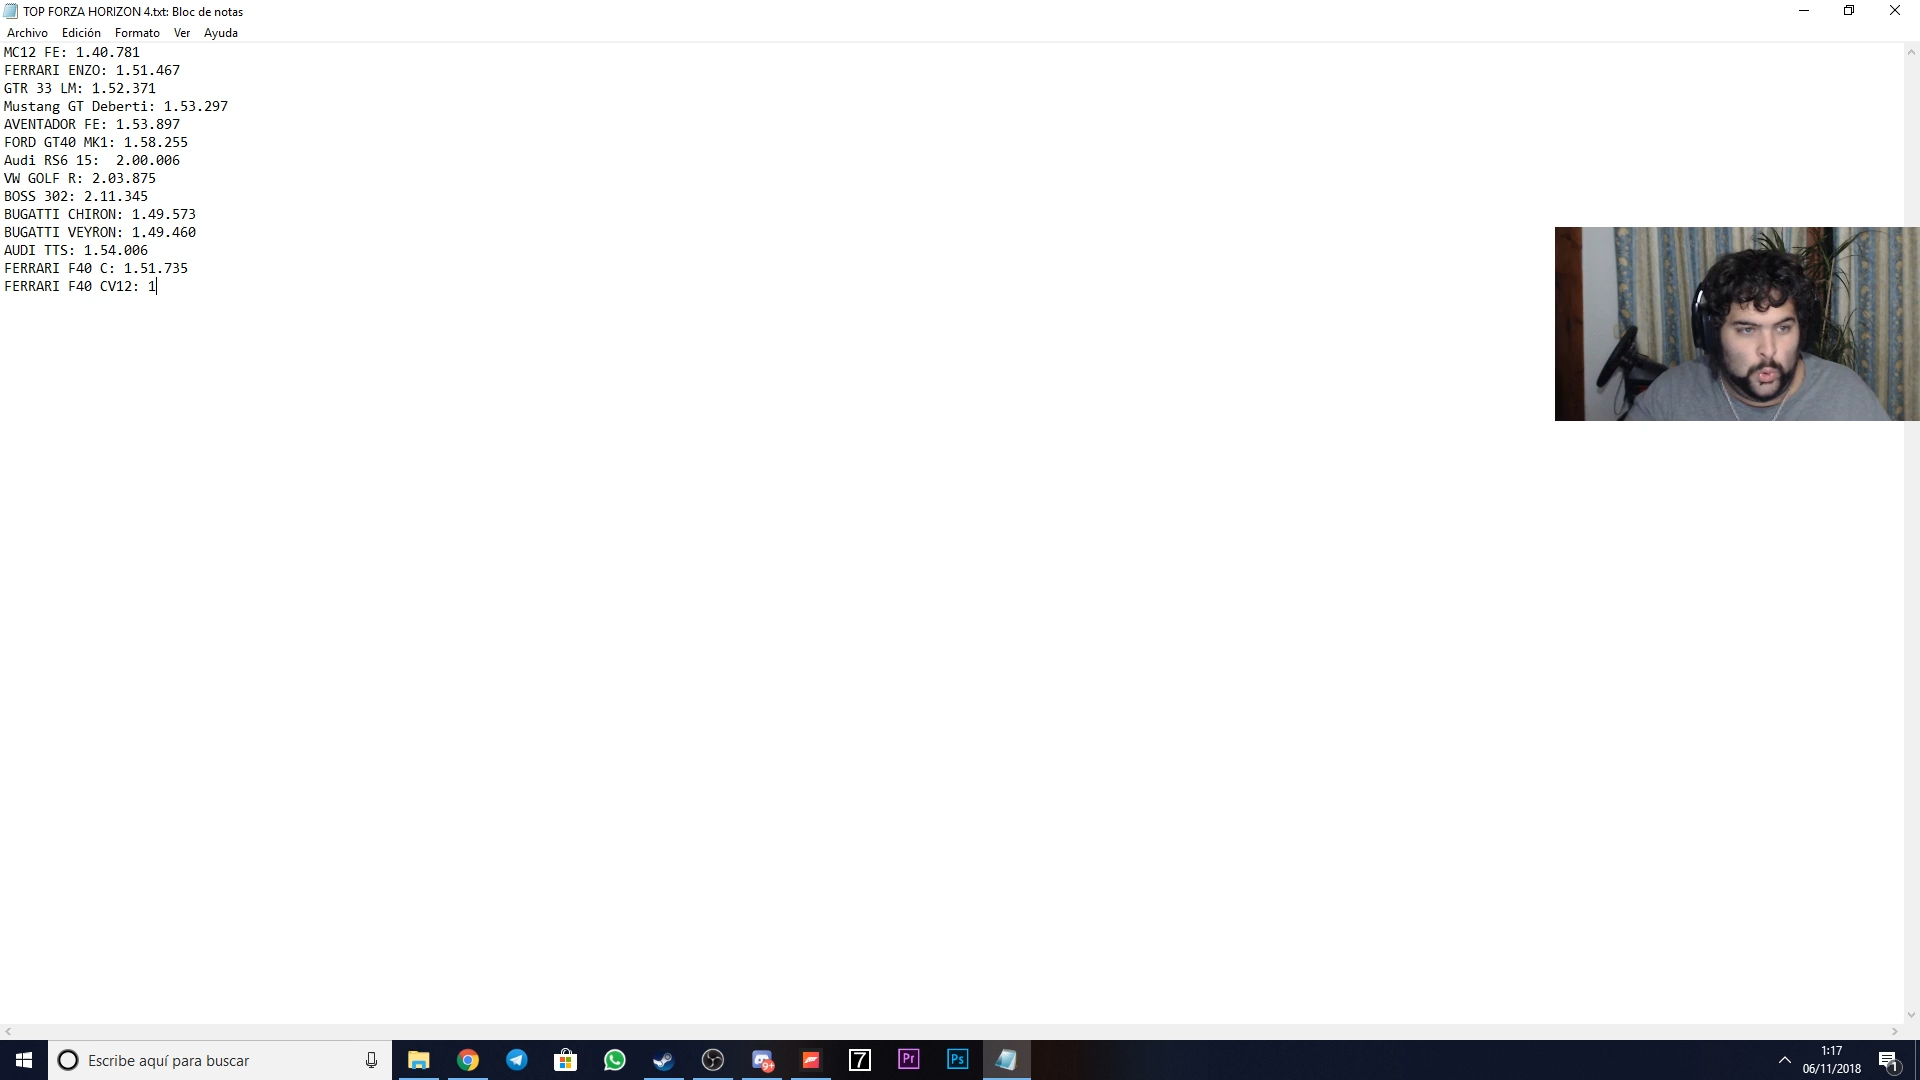 TOP FORZA HORIZON 4.txt: Bloc de notas
Archivo Edición Formato Ver Ayuda
MC12 FE: 1.40.781
FERRARI ENZO: 1.51.467
GTR 33 LM: 1.52.371
Mustang GT Deberti: 1.53.297
AVENTADOR FE: 1.53.897
FORD GT40 MK1: 1.58.255
Audi RS6 15:  2.00.006
VW GOLF R: 2.03.875
BOSS 302: 2.11.345
BUGATTI CHIRON: 1.49.573
BUGATTI VEYRON: 1.49.460
AUDI TTS: 1.54.006
FERRARI F40 C: 1.51.735
FERRARI F40 CV12: 1
Escribe aquí para buscar
9+
7
Pr
Ps
1:17
06/11/2018
1